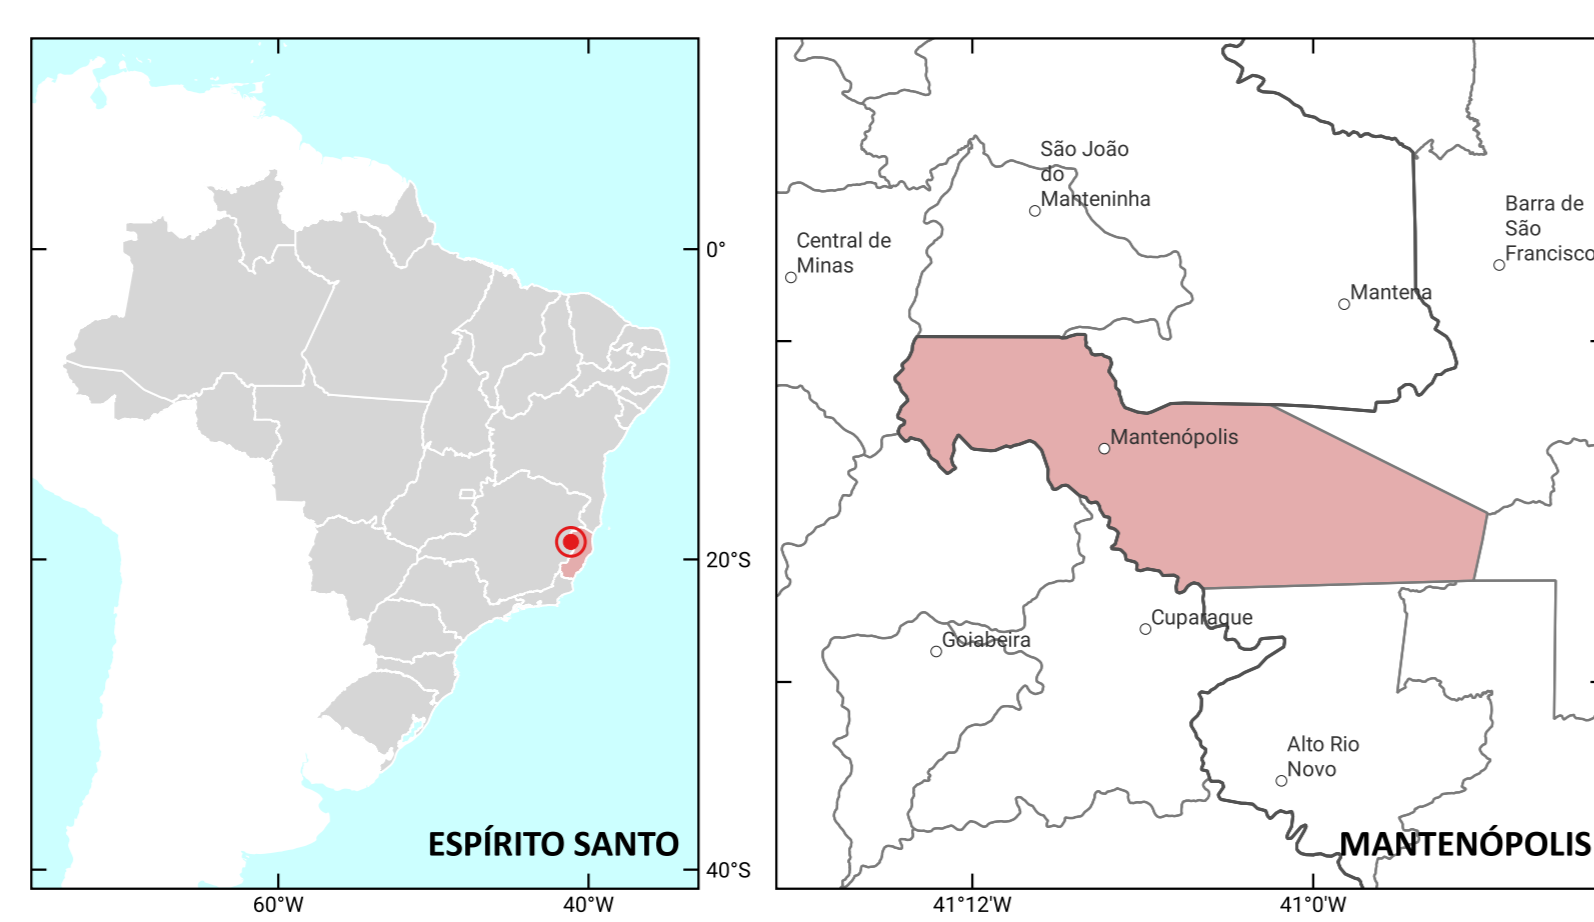 0°
20°S
40°S
60°W
40°W
ESPÍRITO SANTO
São João
do
Manteninha
Barra de
São
Francisco
Central de
Minas
Mantena
Mantenópolis
Cuparaque
Goiabeira
Alto Rio
Novo
MANTENÓPOLIS
41°12'W
41°0'W